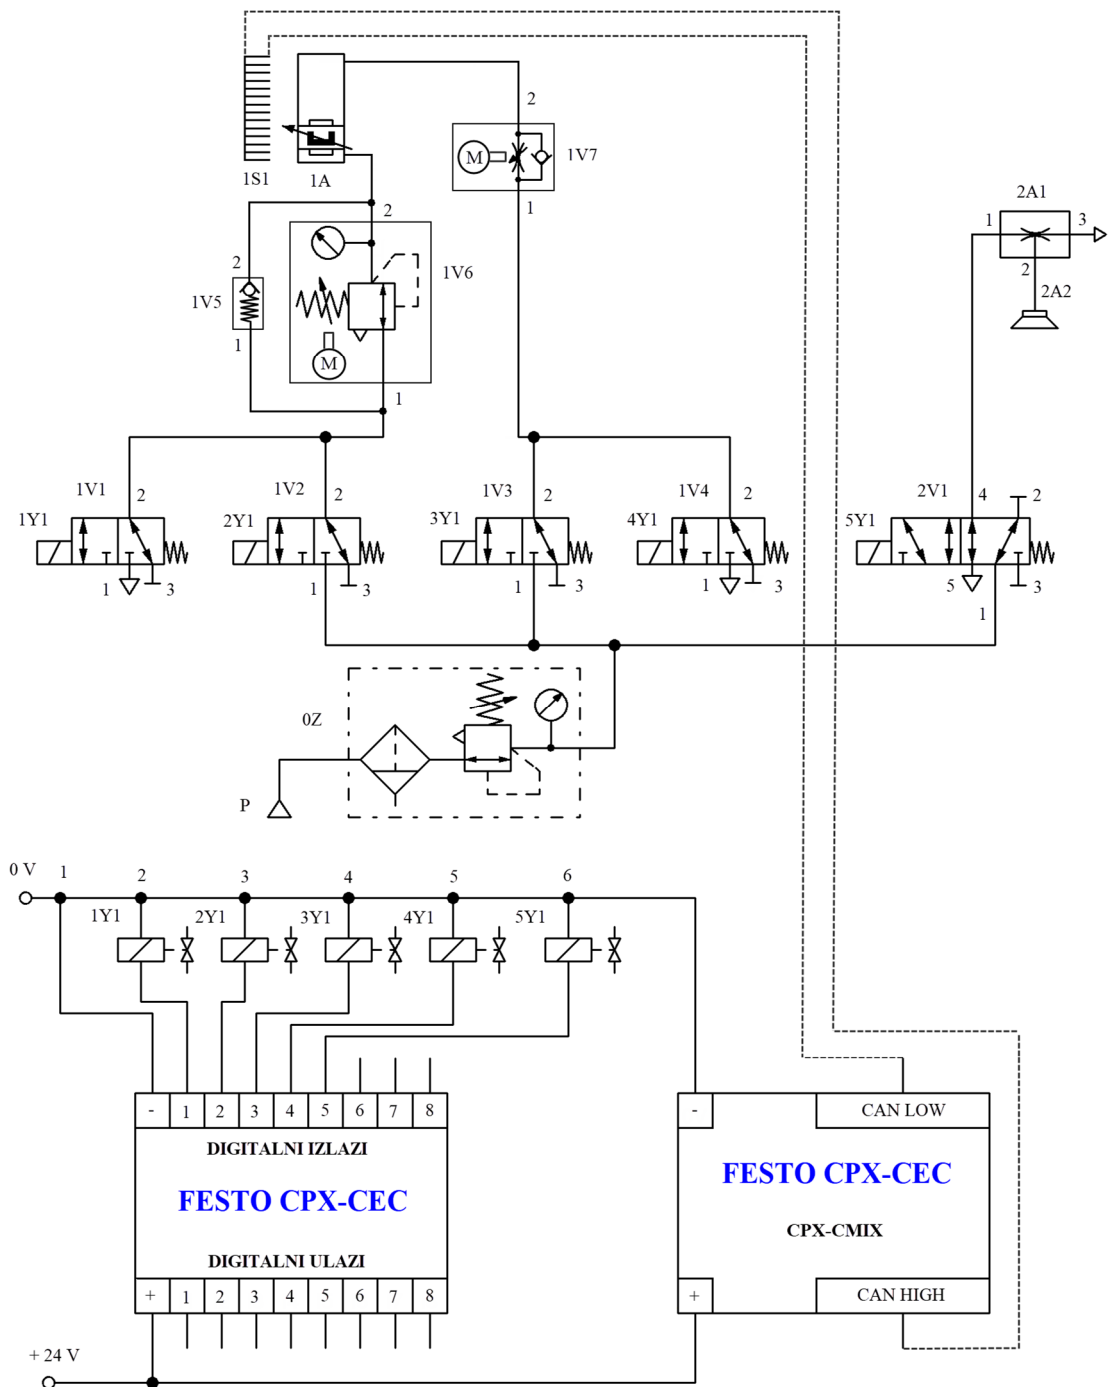 2
M
1V7
1
1S1
1A
2A1
1
3
2
2A2
2
2
1V6
1V5
1
M
1
1V1
2
1V2
2
1V3
2
1V4
2
2V1
4
2
1Y1
2Y1
3Y1
4Y1
5Y1
1
3
1
3
1
3
1
3
5
1
0Z
P
0 V
1
2
3
4
5
6
1Y1
2Y1
3Y1
4Y1
5Y1
-
1
2
3
4
5
6
7
8
DIGITALNI IZLAZI
FESTO CPX-CEC
DIGITALNI ULAZI
+
1
2
3
4
5
6
7
8
-
CAN LOW
FESTO CPX-CEC
CPX-CMIX
+
CAN HIGH
+ 24 V